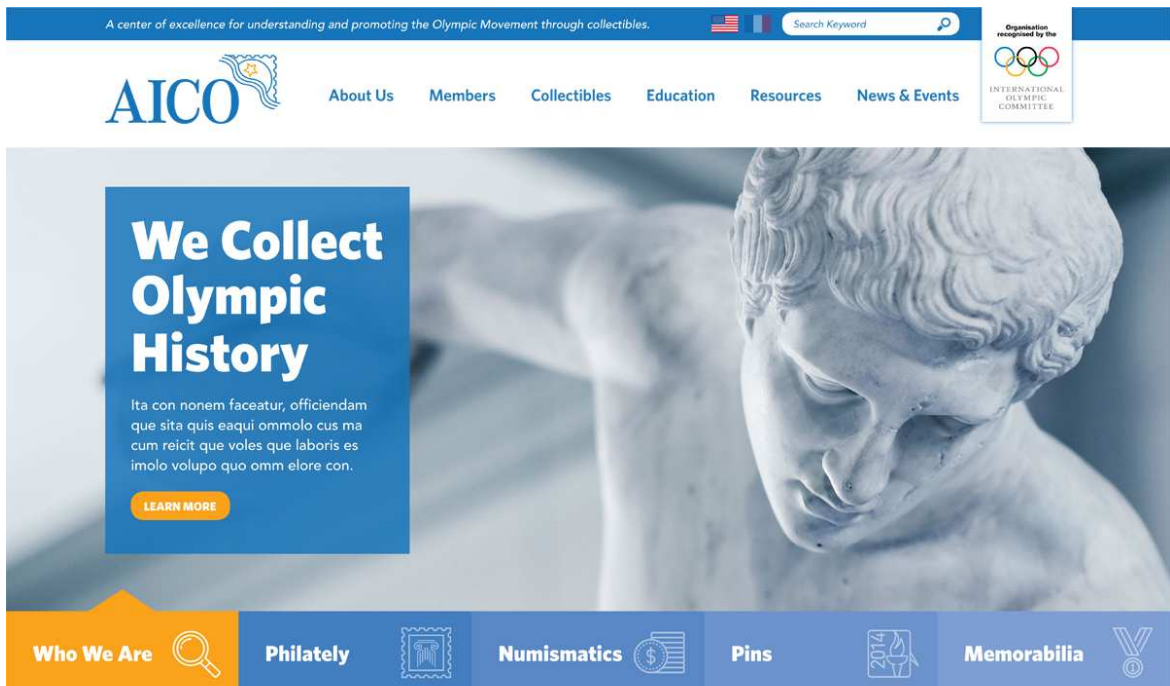 A center of excellence for understanding and promoting the Olympic Movement through collectibles.
Search Keyword
Organisation
recognised by the
INTERNATIONAL
OLYMPIC
COMMITTEE
AICO
About Us
Members
Collectibles
Education
Resources
News & Events
We Collect
Olympic
History
Ita con nonem faceatur, officiendam
que sita quis eaqui ommolo cus ma
cum reicit que voles que laboris es
imolo volupo quo omm elore con.
LEARN MORE
Who We Are
Philately
Numismatics
$
Pins
2014
Memorabilia
1